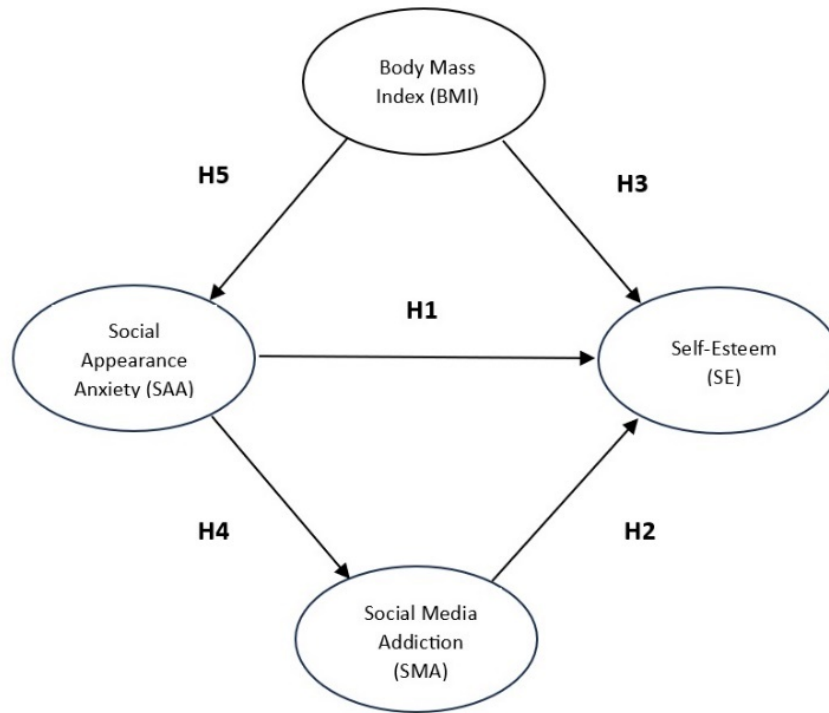 Body Mass
Index (BMI)
H5
H3
H1
Social
Appearance
Anxiety (SAA)
Self-Esteem
(SE)
H4
H2
Social Media
Addiction
(SMA)